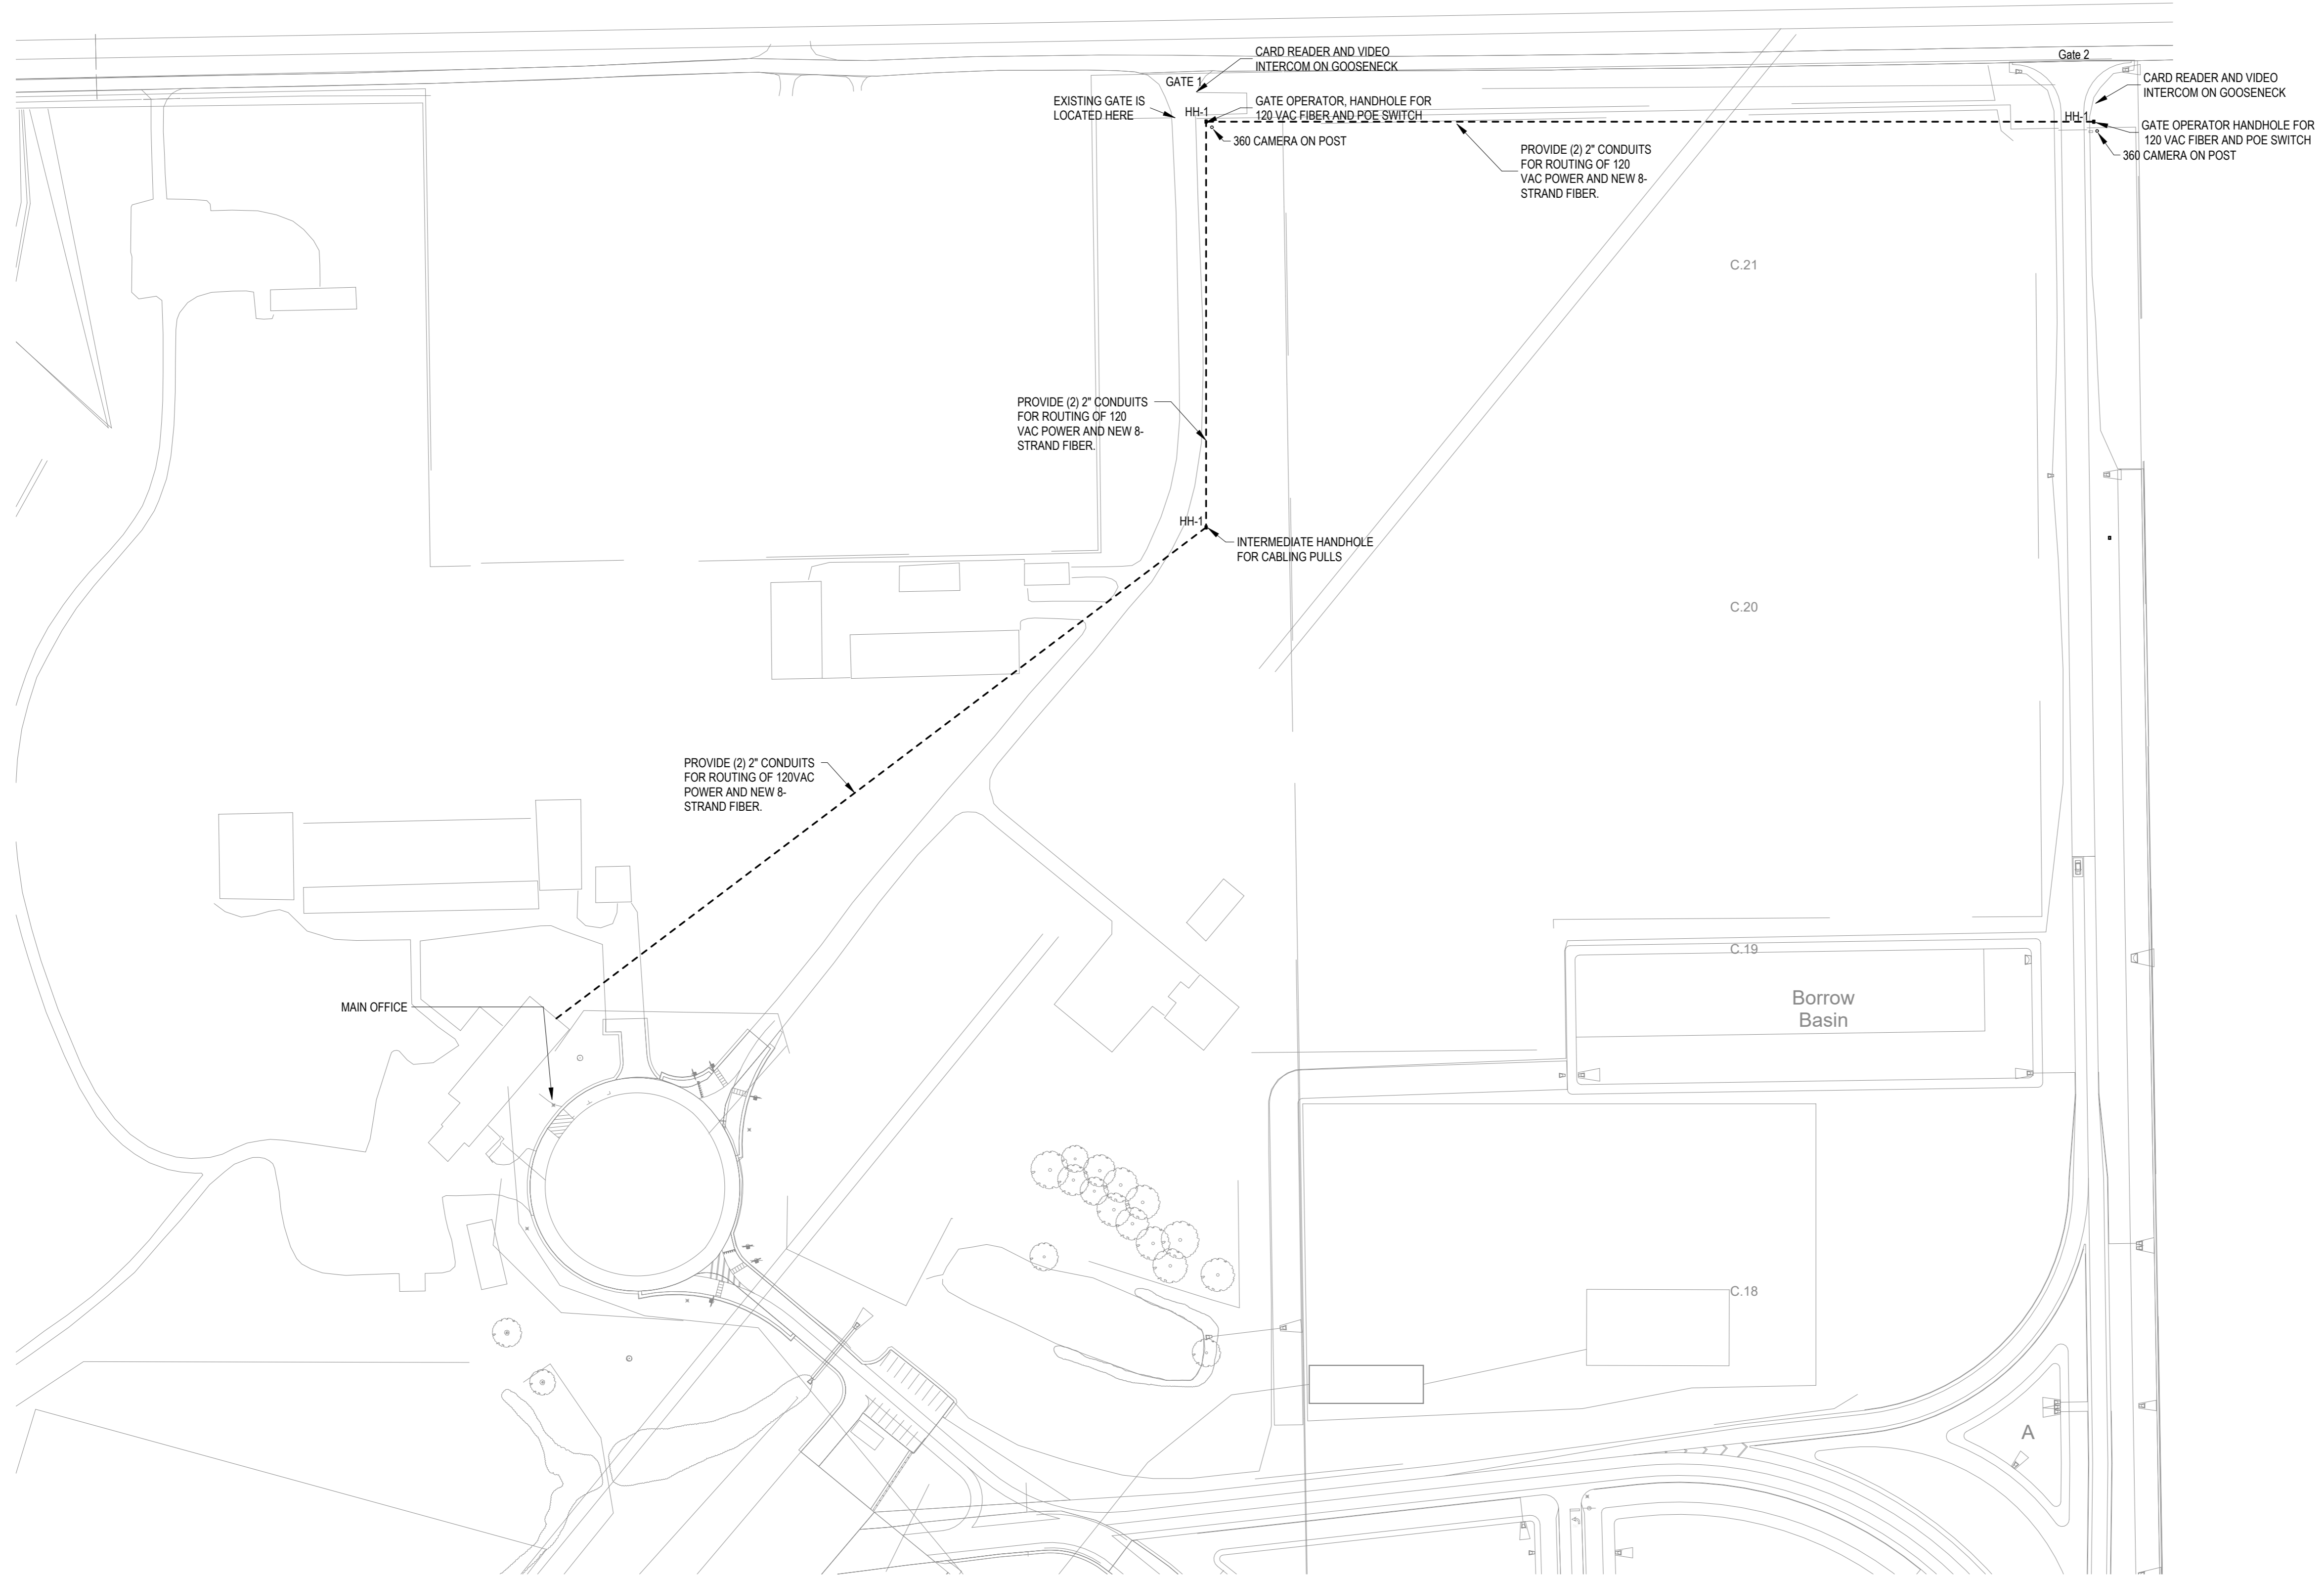 CARD READER AND VIDEO
INTERCOM ON GOOSENECK
Gate 2
GATE 1
CARD READER AND VIDEO
INTERCOM ON GOOSENECK
EXISTING GATE IS
LOCATED HERE
HH-1
GATE OPERATOR, HANDHOLE FOR
120 VAC FIBER AND POE SWITCH
360 CAMERA ON POST
HH-1
GATE OPERATOR HANDHOLE FOR
120 VAC FIBER AND POE SWITCH
360 CAMERA ON POST
PROVIDE (2) 2" CONDUITS
FOR ROUTING OF 120
VAC POWER AND NEW 8-
STRAND FIBER.
C.21
PROVIDE (2) 2" CONDUITS
FOR ROUTING OF 120
VAC POWER AND NEW 8-
STRAND FIBER.
HH-1
INTERMEDIATE HANDHOLE
FOR CABLING PULLS
C.20
PROVIDE (2) 2" CONDUITS
FOR ROUTING OF 120VAC
POWER AND NEW 8-
STRAND FIBER.
C.19
Borrow
Basin
MAIN OFFICE
C.18
A